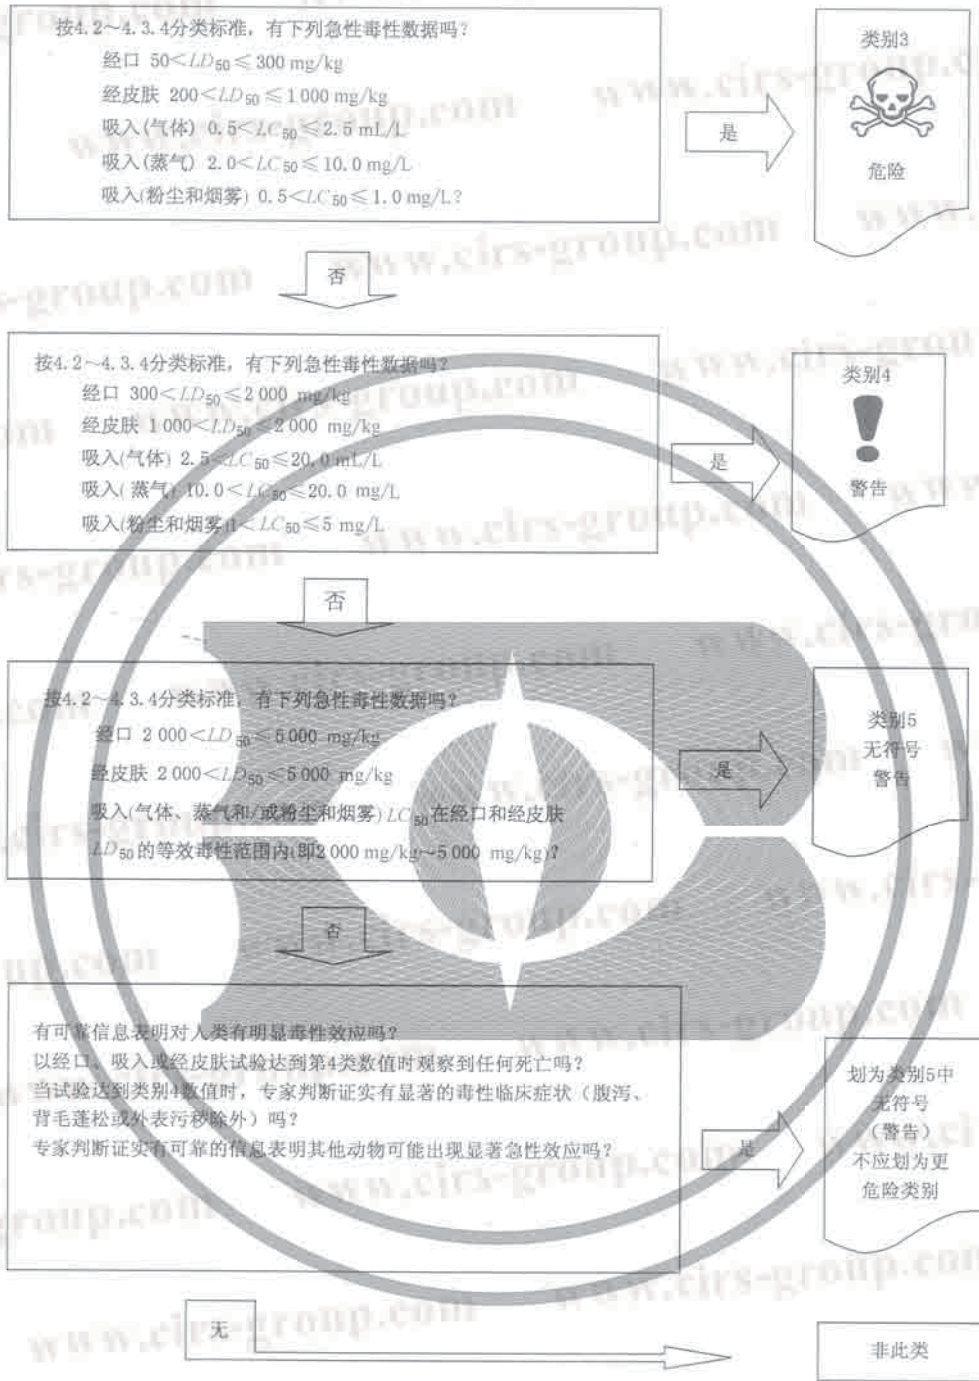 按4.2～4.3.4分类标准，有下列急性毒性数据吗？
经口 50<LD50≤300 mg/kg
经皮肤 200<LD50≤1 000 mg/kg
吸入(气体) 0.5<LC50≤2.5 mL/L
吸入(蒸气) 2.0<LC50≤10.0 mg/L
吸入(粉尘和烟雾) 0.5<LC50≤1.0 mg/L?
是
类别3
危险
否
按4.2～4.3.4分类标准，有下列急性毒性数据吗？
经口 300<LD50≤2 000 mg/kg
经皮肤 1 000<LD50≤2 000 mg/kg
吸入(气体) 2.5<LC50≤20.0 mL/L
吸入(蒸气) 10.0<LC50≤20.0 mg/L
吸入(粉尘和烟雾)1<LC50≤5 mg/L
是
类别4
警告
否
按4.2～4.3.4分类标准，有下列急性毒性数据吗？
经口 2 000<LD50≤5 000 mg/kg
经皮肤 2 000<LD50≤5 000 mg/kg
吸入(气体、蒸气和/或粉尘和烟雾)LC50在经口和经皮肤
LD50的等效毒性范围内(即2 000 mg/kg～5 000 mg/kg)?
是
类别5
无符号
警告
否
有可靠信息表明对人类有明显毒性效应吗？
以经口、吸入或经皮肤试验达到第4类数值时观察到任何死亡吗？
当试验达到类别4数值时，专家判断证实有显著的毒性临床症状（腹泻、
背毛蓬松或外表污秽除外）吗？
专家判断证实有可靠的信息表明其他动物可能出现显著急性效应吗？
是
划为类别5中
无符号
（警告）
不应划为更
危险类别
无
非此类
www.cirs-group.com